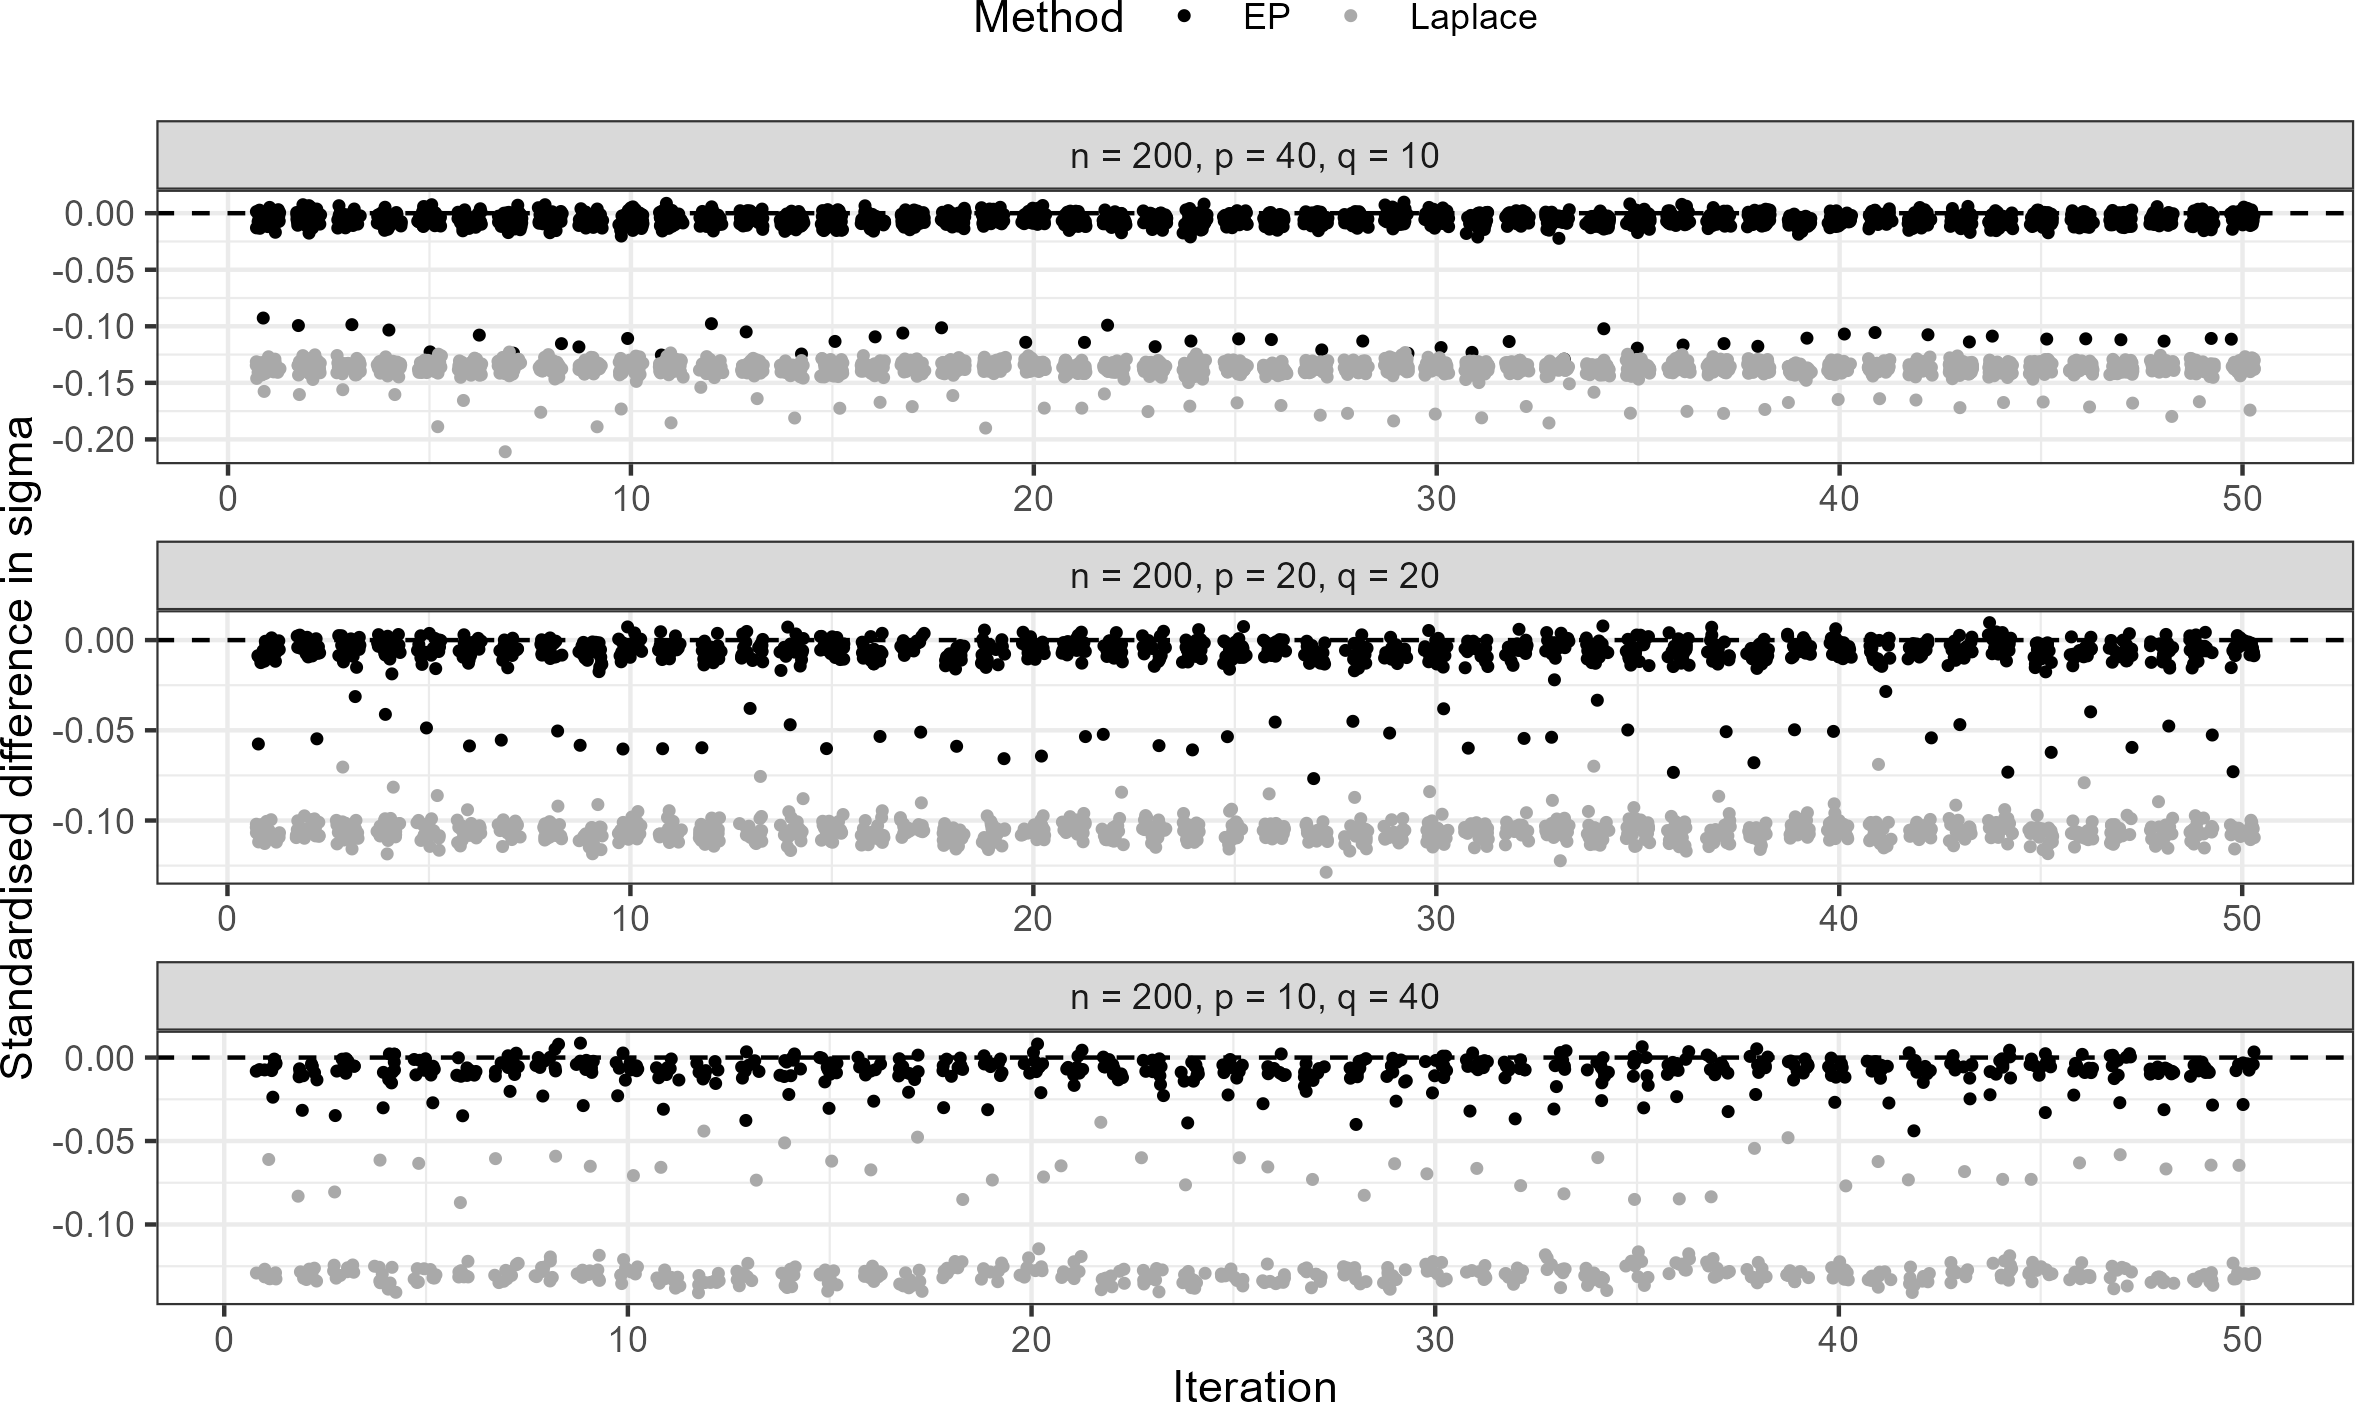 Method EP Laplace
n = 200, p = 40, q = 10
0.00
-0.05
-0.10
-0.15
-0.20
0 10 20 30 40 50
n = 200, p = 20, q = 20
0.00
-0.05
-0.10
0 10 20 30 40 50
n = 200, p = 10, q = 40
0.00
-0.05
-0.10
0 10 20 30 40 50
Iteration
Standardised difference in sigma